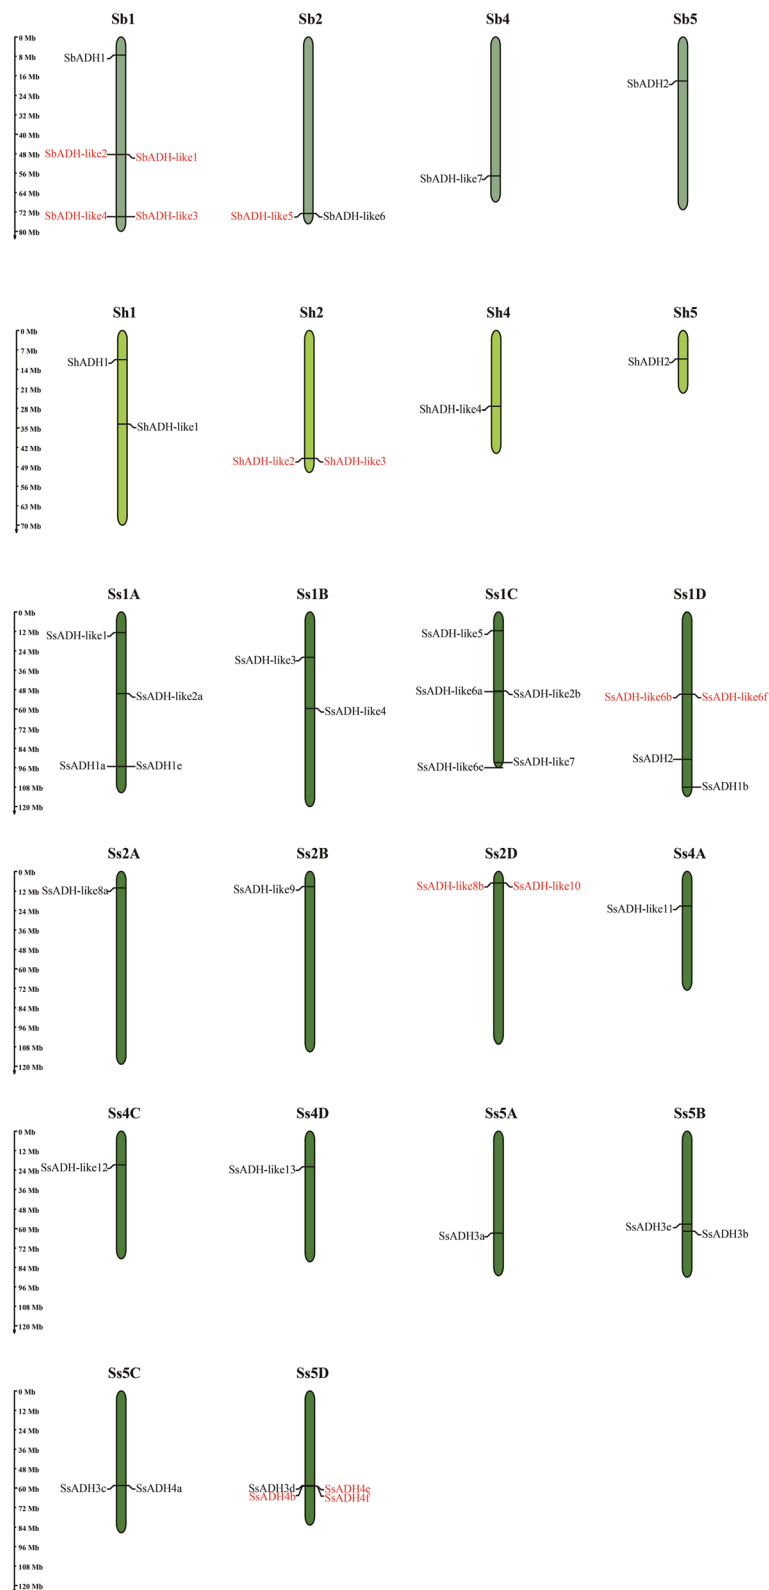 Sb1 Sb2 Sb4 Sb5
0 Mb
8 Mb
SbADH1
16 Mb
SbADH2
24 Mb
32 Mb
40 Mb
48 Mb
SbADH-like2 SbADH-like1
56 Mb
SbADH-like7
64 Mb
72 Mb
SbADH-like4 SbADH-like3 SbADH-like5 SbADH-like6
80 Mb
Sh1 Sh2 Sh4 Sh5
0 Mb
7 Mb
ShADH1 ShADH2
14 Mb
21 Mb
28 Mb
ShADH-like4
35 Mb
ShADH-like1
42 Mb
ShADH-like2 ShADH-like3
49 Mb
56 Mb
63 Mb
70 Mb
Ss1A Ss1B Ss1C Ss1D
0 Mb
12 Mb
SsADH-like1 SsADH-like5
24 Mb
SsADH-like3
36 Mb
48 Mb
SsADH-like2a SsADH-like6a SsADH-like2b SsADH-like6b SsADH-like6f
60 Mb
SsADH-like4
72 Mb
84 Mb
SsADH2
96 Mb
SsADH1a SsADH1e SsADH-like6e SsADH-like7
108 Mb
SsADH1b
120 Mb
Ss2A Ss2B Ss2D Ss4A
0 Mb
12 Mb
SsADH-like8a SsADH-like9 SsADH-like8b SsADH-like10
24 Mb
SsADH-like11
36 Mb
48 Mb
60 Mb
72 Mb
84 Mb
96 Mb
108 Mb
120 Mb
Ss4C Ss4D Ss5A Ss5B
0 Mb
12 Mb
24 Mb
SsADH-like12 SsADH-like13
36 Mb
48 Mb
60 Mb
SsADH3e
SsADH3a SsADH3b
72 Mb
84 Mb
96 Mb
108 Mb
120 Mb
Ss5C Ss5D
0 Mb
12 Mb
24 Mb
36 Mb
48 Mb
60 Mb
SsADH3c SsADH4a SsADH3d SsADH4e
SsADH4b SsADH4f
72 Mb
84 Mb
96 Mb
108 Mb
120 Mb